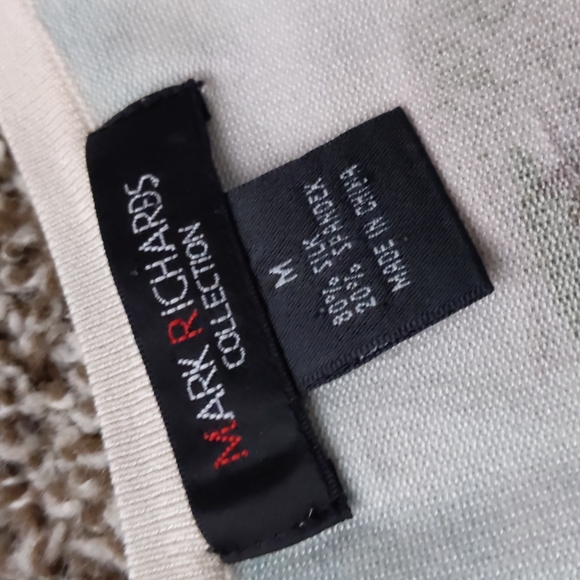 MARK RICHARDS
COLLECTION
M
80% SILK
20% SPANDEX
MADE IN CHINA